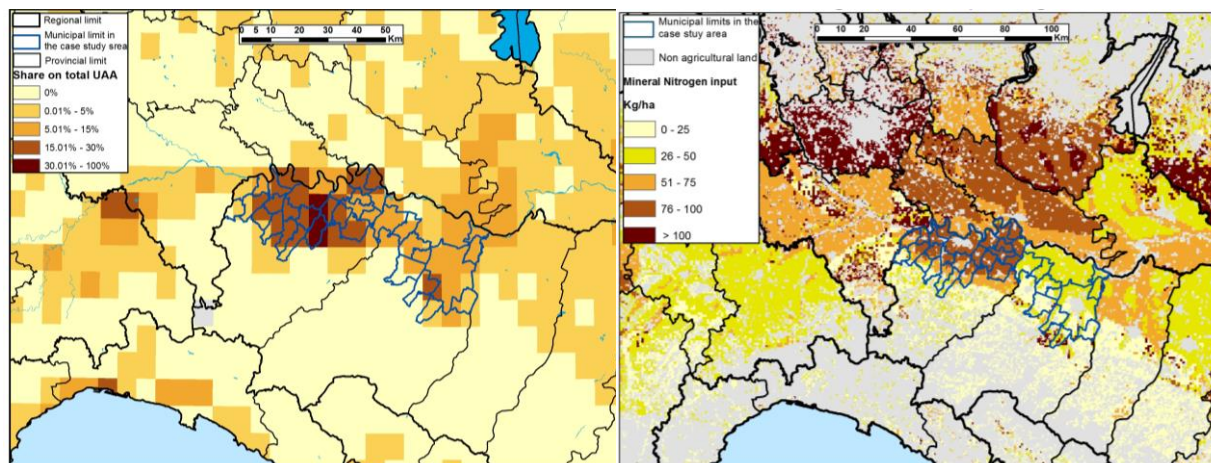 Regional limit
Municipal limit in
the case study area
Provincial limit
Share on total UAA
0%
0.01% - 5%
5.01% - 15%
15.01% - 30%
30.01% - 100%
0 5 10 20 30 40 50
Km
Municipal limits in the
case stuy area
Non agricultural land
Mineral Nitrogen input
Kg/ha
0 - 25
26 - 50
51 - 75
76 - 100
> 100
0 10 20 40 60 80 100
Km